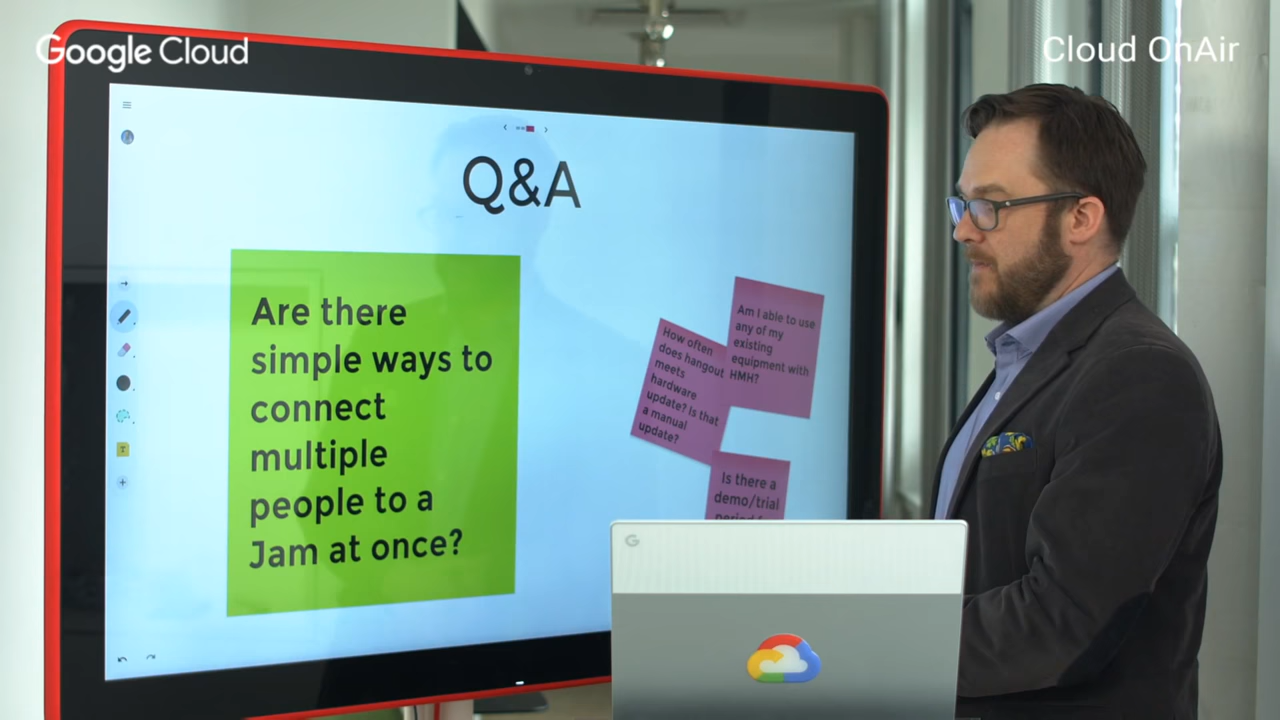 Google Cloud
Cloud OnAir
Q&A
Are there
simple ways to
connect
multiple
people to a
Jam at once?
Am I able to use
any of my
existing
equipment with
HMH?
How often
does hangout
meets
hardware
update? Is that
a manual
update?
Is there a
demo/trial
period
G
T